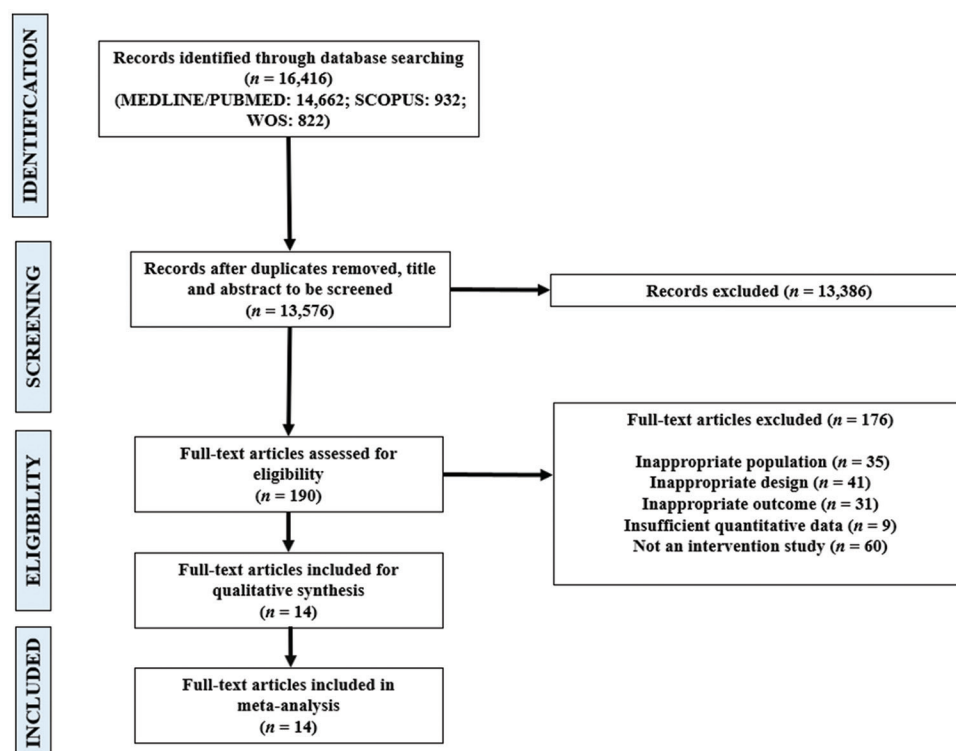 IDENTIFICATION
Records identified through database searching
(n = 16,416)
(MEDLINE/PUBMED: 14,662; SCOPUS: 932;
WOS: 822)
SCREENING
Records after duplicates removed, title
and abstract to be screened
(n = 13,576)
Records excluded (n = 13,386)
ELIGIBILITY
Full-text articles assessed for
eligibility
(n = 190)
Full-text articles excluded (n = 176)
Inappropriate population (n = 35)
Inappropriate design (n = 41)
Inappropriate outcome (n = 31)
Insufficient quantitative data (n = 9)
Not an intervention study (n = 60)
Full-text articles included for
qualitative synthesis
(n = 14)
INCLUDED
Full-text articles included in
meta-analysis
(n = 14)